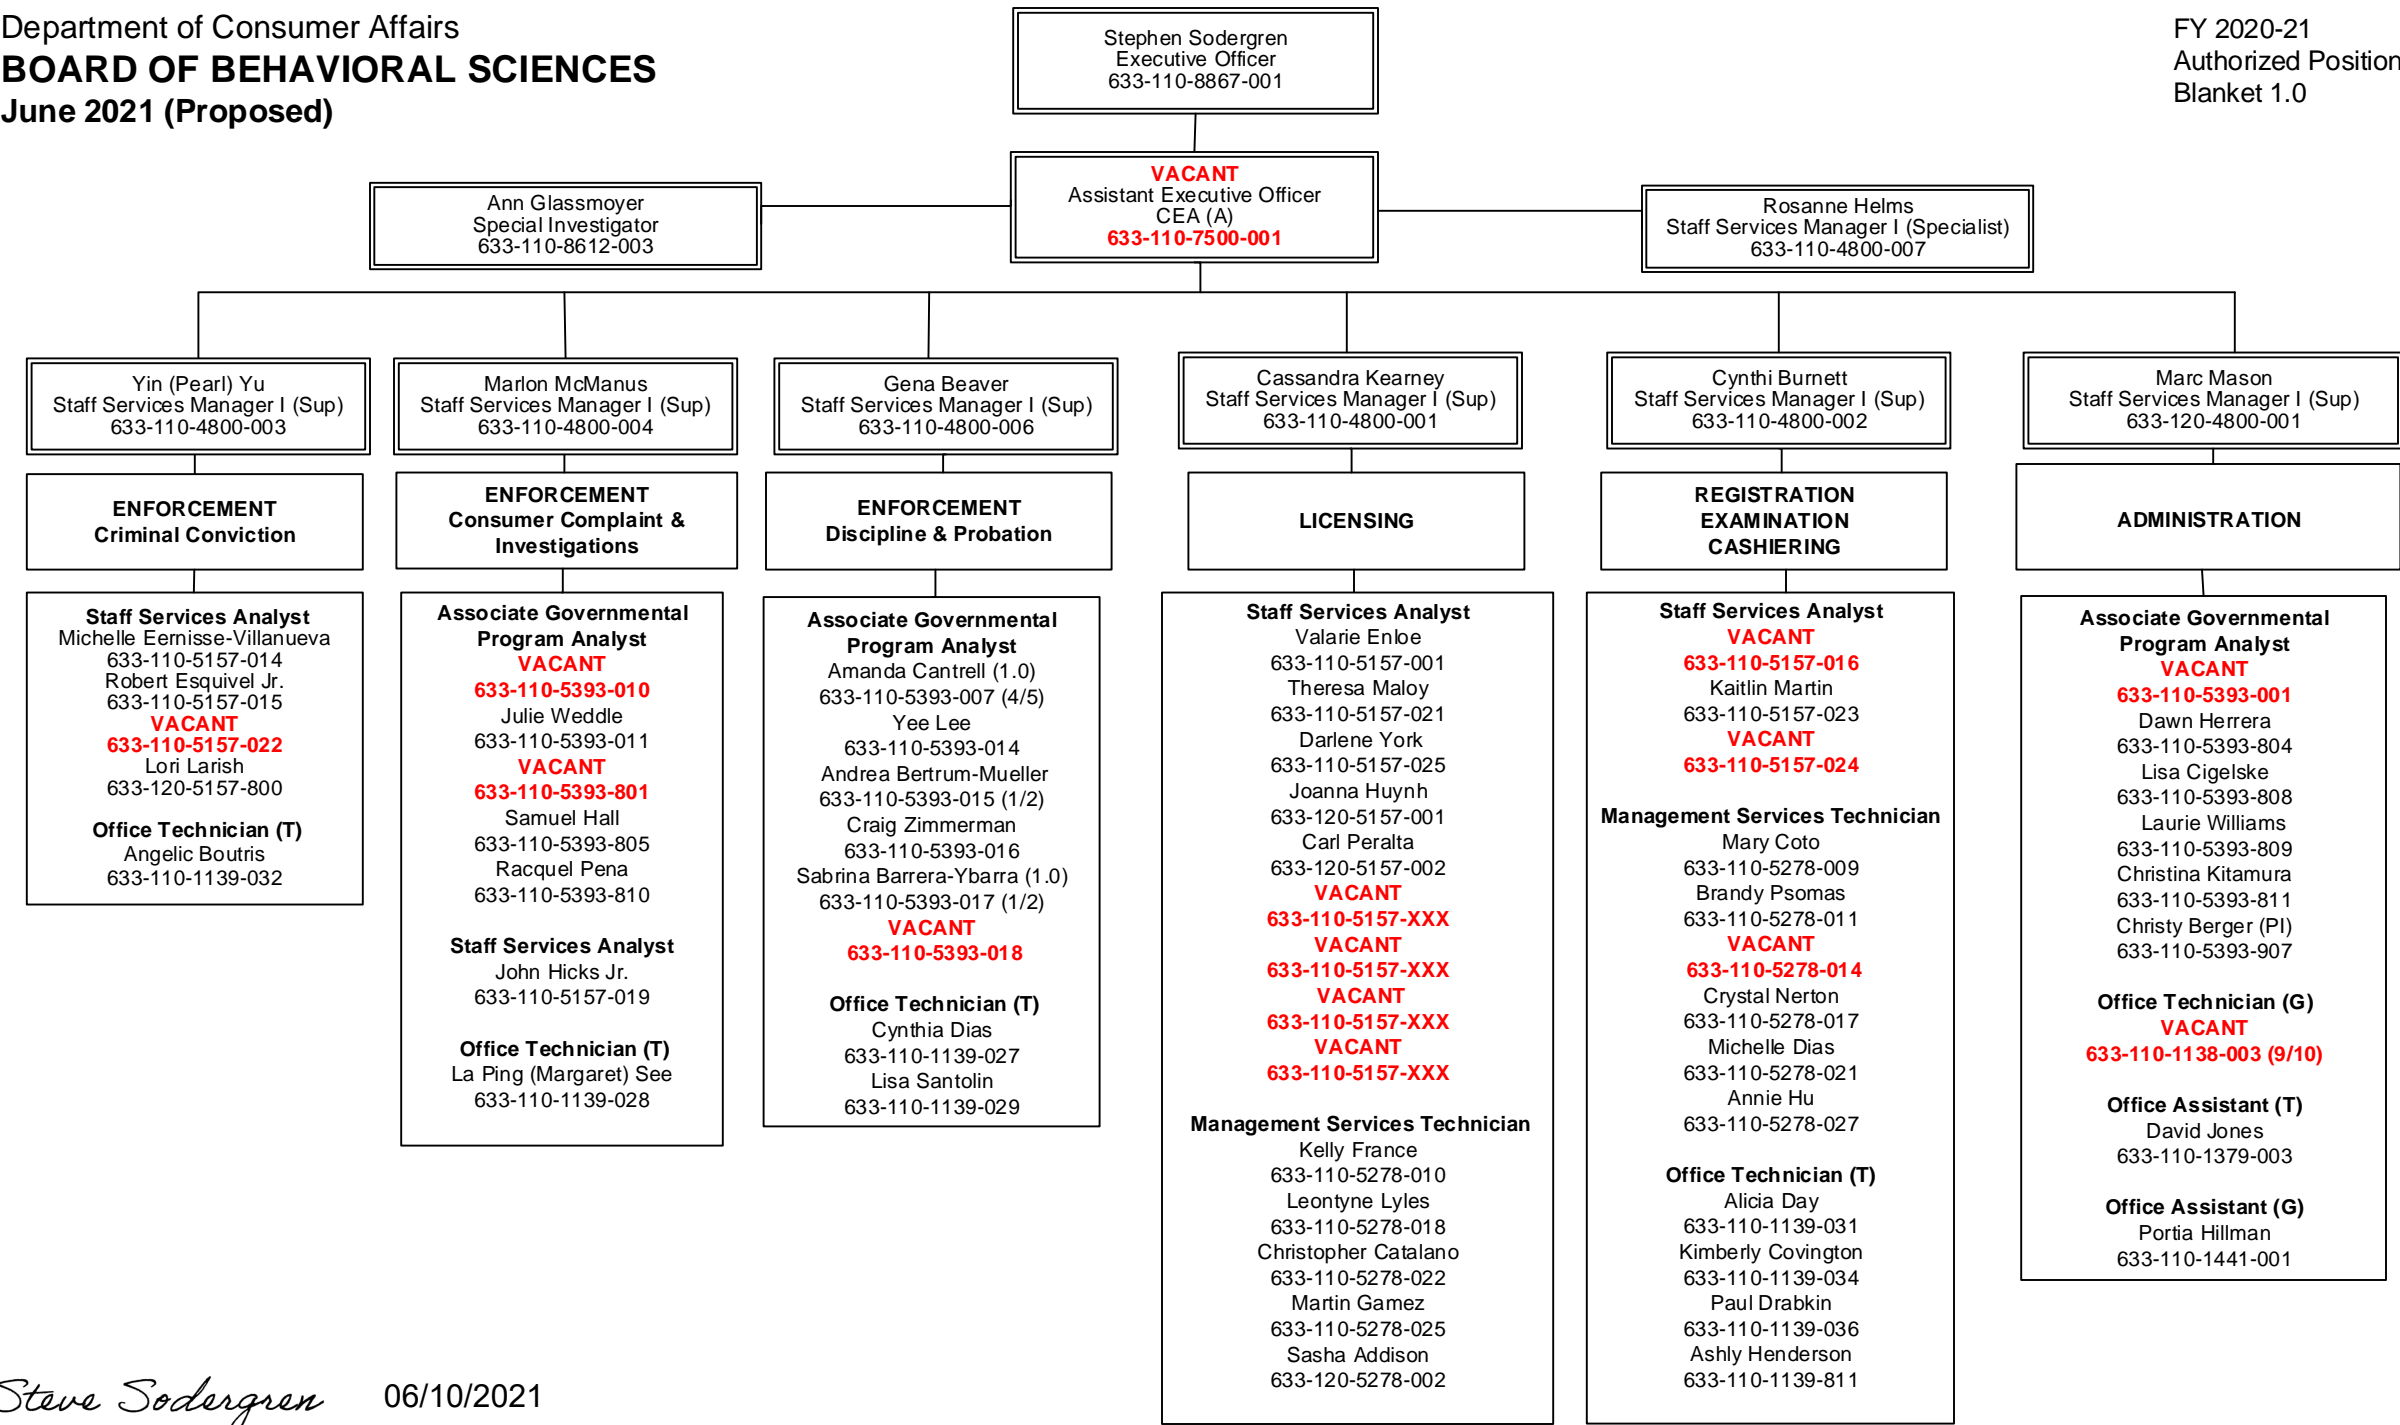 Department of Consumer Affairs
BOARD OF BEHAVIORAL SCIENCES
June 2021 (Proposed)
Stephen Sodergren
Executive Officer
633-110-8867-001
FY 2020-21
Authorized Position
Blanket 1.0
VACANT
Assistant Executive Officer
CEA (A)
633-110-7500-001
Ann Glassmoyer
Special Investigator
633-110-8612-003
Rosanne Helms
Staff Services Manager I (Specialist)
633-110-4800-007
Yin (Pearl) Yu
Staff Services Manager I (Sup)
633-110-4800-003
Marlon McManus
Staff Services Manager I (Sup)
633-110-4800-004
Gena Beaver
Staff Services Manager I (Sup)
633-110-4800-006
Cassandra Kearney
Staff Services Manager I (Sup)
633-110-4800-001
Cynthi Burnett
Staff Services Manager I (Sup)
633-110-4800-002
Marc Mason
Staff Services Manager I (Sup)
633-120-4800-001
ENFORCEMENT
Criminal Conviction
ENFORCEMENT
Consumer Complaint &
Investigations
ENFORCEMENT
Discipline & Probation
LICENSING
REGISTRATION
EXAMINATION
CASHIERING
ADMINISTRATION
Staff Services Analyst
Michelle Eernisse-Villanueva
633-110-5157-014
Robert Esquivel Jr.
633-110-5157-015
VACANT
633-110-5157-022
Lori Larish
633-120-5157-800
Office Technician (T)
Angelic Boutris
633-110-1139-032
Associate Governmental
Program Analyst
VACANT
633-110-5393-010
Julie Weddle
633-110-5393-011
VACANT
633-110-5393-801
Samuel Hall
633-110-5393-805
Racquel Pena
633-110-5393-810
Staff Services Analyst
John Hicks Jr.
633-110-5157-019
Office Technician (T)
La Ping (Margaret) See
633-110-1139-028
Associate Governmental
Program Analyst
Amanda Cantrell (1.0)
633-110-5393-007 (4/5)
Yee Lee
633-110-5393-014
Andrea Bertrum-Mueller
633-110-5393-015 (1/2)
Craig Zimmerman
633-110-5393-016
Sabrina Barrera-Ybarra (1.0)
633-110-5393-017 (1/2)
VACANT
633-110-5393-018
Office Technician (T)
Cynthia Dias
633-110-1139-027
Lisa Santolin
633-110-1139-029
Staff Services Analyst
Valarie Enloe
633-110-5157-001
Theresa Maloy
633-110-5157-021
Darlene York
633-110-5157-025
Joanna Huynh
633-120-5157-001
Carl Peralta
633-120-5157-002
VACANT
633-110-5157-XXX
VACANT
633-110-5157-XXX
VACANT
633-110-5157-XXX
VACANT
633-110-5157-XXX
Management Services Technician
Kelly France
633-110-5278-010
Leontyne Lyles
633-110-5278-018
Christopher Catalano
633-110-5278-022
Martin Gamez
633-110-5278-025
Sasha Addison
633-120-5278-002
Staff Services Analyst
VACANT
633-110-5157-016
Kaitlin Martin
633-110-5157-023
VACANT
633-110-5157-024
Management Services Technician
Mary Coto
633-110-5278-009
Brandy Psomas
633-110-5278-011
VACANT
633-110-5278-014
Crystal Nerton
633-110-5278-017
Michelle Dias
633-110-5278-021
Annie Hu
633-110-5278-027
Office Technician (T)
Alicia Day
633-110-1139-031
Kimberly Covington
633-110-1139-034
Paul Drabkin
633-110-1139-036
Ashly Henderson
633-110-1139-811
Associate Governmental
Program Analyst
VACANT
633-110-5393-001
Dawn Herrera
633-110-5393-804
Lisa Cigelske
633-110-5393-808
Laurie Williams
633-110-5393-809
Christina Kitamura
633-110-5393-811
Christy Berger (PI)
633-110-5393-907
Office Technician (G)
VACANT
633-110-1138-003 (9/10)
Office Assistant (T)
David Jones
633-110-1379-003
Office Assistant (G)
Portia Hillman
633-110-1441-001
Steve Sodergren 06/10/2021